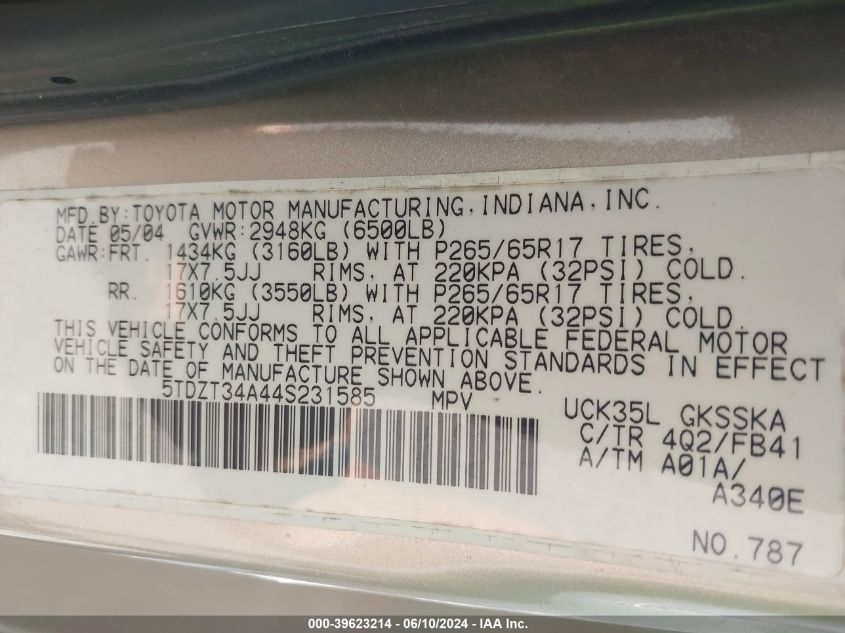 MFD.BY:TOYOTA MOTOR MANUFACTURING,INDIANA,INC.
DATE 05/04 GVWR:2948KG (6500LB)
GAWR:FRT. 1434KG (3160LB) WITH P265/65R17 TIRES,
17X7.5JJ RIMS, AT 220KPA (32PSI) COLD.
RR. 1610KG (3550LB) WITH P265/65R17 TIRES,
17X7.5JJ RIMS, AT 220KPA (32PSI) COLD.
THIS VEHICLE CONFORMS TO ALL APPLICABLE FEDERAL MOTOR
VEHICLE SAFETY AND THEFT PREVENTION STANDARDS IN EFFECT
ON THE DATE OF MANUFACTURE SHOWN ABOVE.
5TDZT34A44S231585 MPV
UCK35L GKSSKA
C/TR 4Q2/FB41
A/TM A01A/
A340E
NO.787
000-39623214 - 06/10/2024 - IAA Inc.